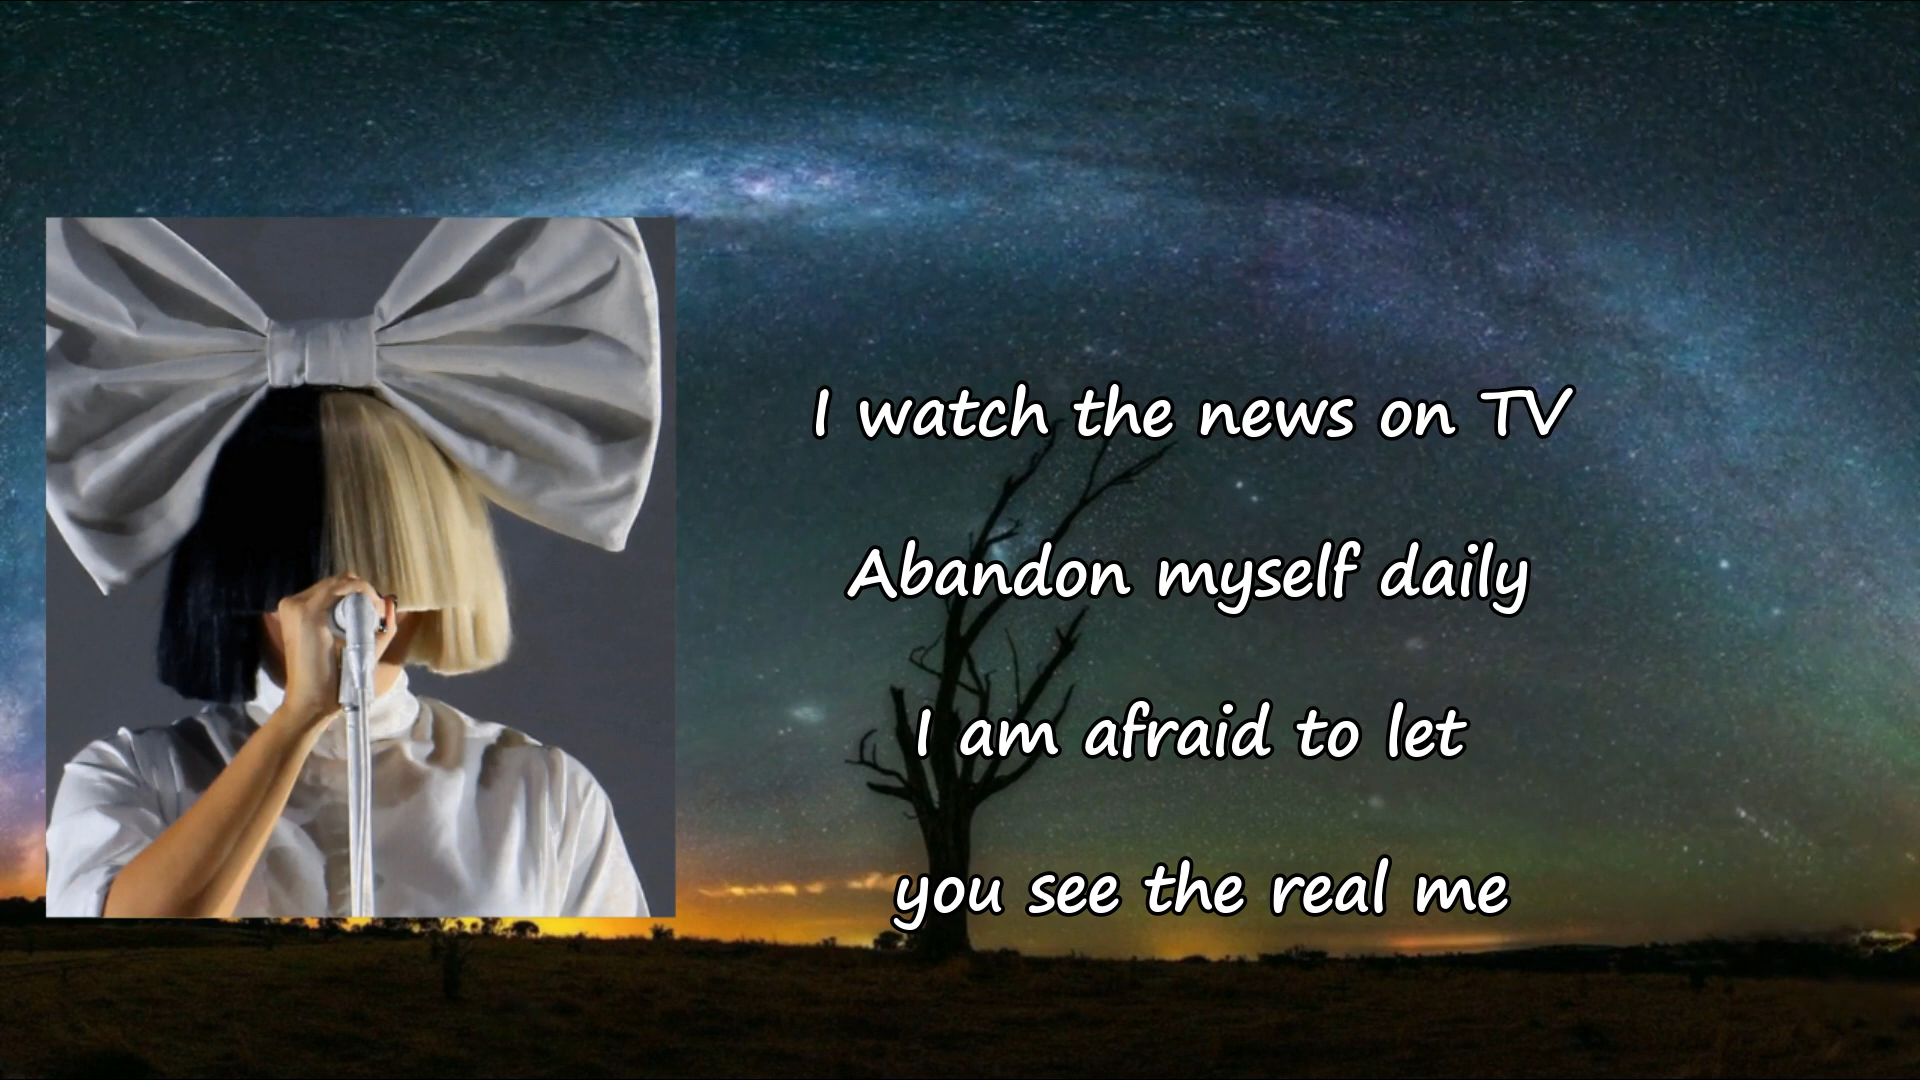 I watch the news on TV
Abandon myself daily
I am afraid to let
you see the real me